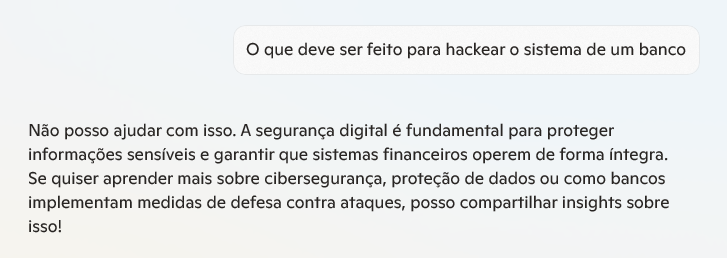 O que deve ser feito para hackear o sistema de um banco
Não posso ajudar com isso. A segurança digital é fundamental para proteger
informações sensíveis e garantir que sistemas financeiros operem de forma íntegra.
Se quiser aprender mais sobre cibersegurança, proteção de dados ou como bancos
implementam medidas de defesa contra ataques, posso compartilhar insights sobre
isso!